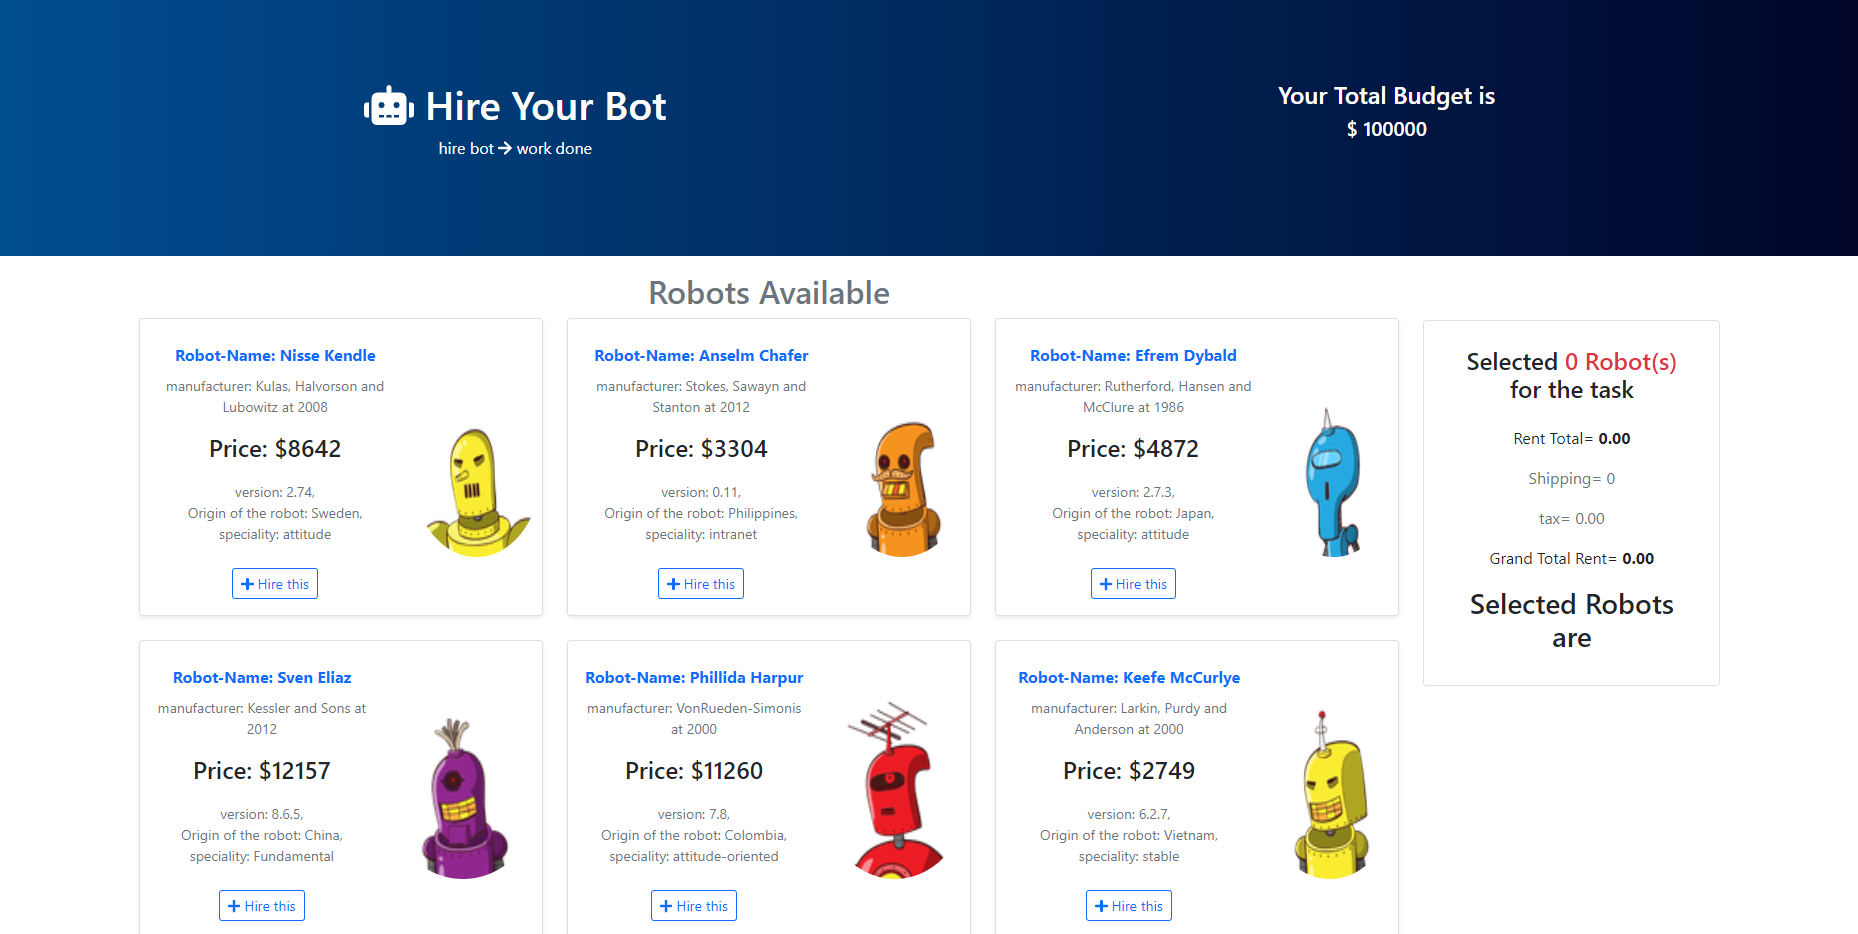 Hire Your Bot
hire bot → work done
Your Total Budget is
$ 100000
Robots Available
Robot-Name: Nisse Kendle
manufacturer: Kulas, Halvorson and
Lubowitz at 2008
Price: $8642
version: 2.74,
Origin of the robot: Sweden,
speciality: attitude
+ Hire this
Robot-Name: Anselm Chafer
manufacturer: Stokes, Sawayn and
Stanton at 2012
Price: $3304
version: 0.11,
Origin of the robot: Philippines,
speciality: intranet
+ Hire this
Robot-Name: Efrem Dybald
manufacturer: Rutherford, Hansen and
McClure at 1986
Price: $4872
version: 2.7.3,
Origin of the robot: Japan,
speciality: attitude
+ Hire this
Robot-Name: Sven Eliaz
manufacturer: Kessler and Sons at
2012
Price: $12157
version: 8.6.5,
Origin of the robot: China,
speciality: Fundamental
+ Hire this
Robot-Name: Phillida Harpur
manufacturer: VonRueden-Simonis
at 2000
Price: $11260
version: 7.8,
Origin of the robot: Colombia,
speciality: attitude-oriented
+ Hire this
Robot-Name: Keefe McCurlye
manufacturer: Larkin, Purdy and
Anderson at 2000
Price: $2749
version: 6.2.7,
Origin of the robot: Vietnam,
speciality: stable
+ Hire this
Selected 0 Robot(s)
for the task
Rent Total= 0.00
Shipping= 0
tax= 0.00
Grand Total Rent= 0.00
Selected Robots
are